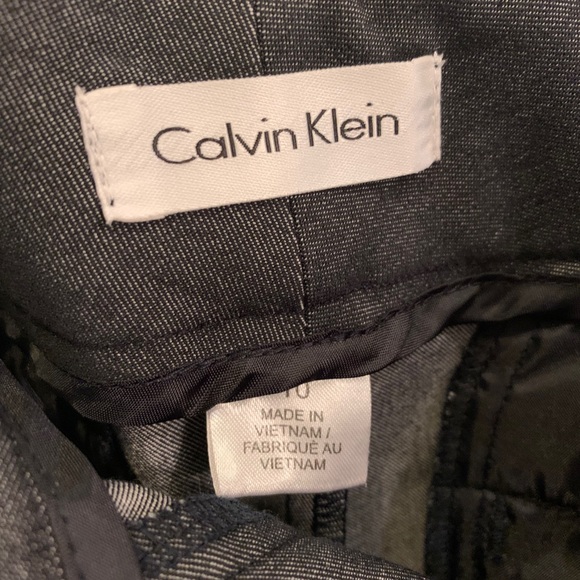 Calvin Klein
10
MADE IN
VIETNAM /
FABRIQUÉ AU
VIETNAM